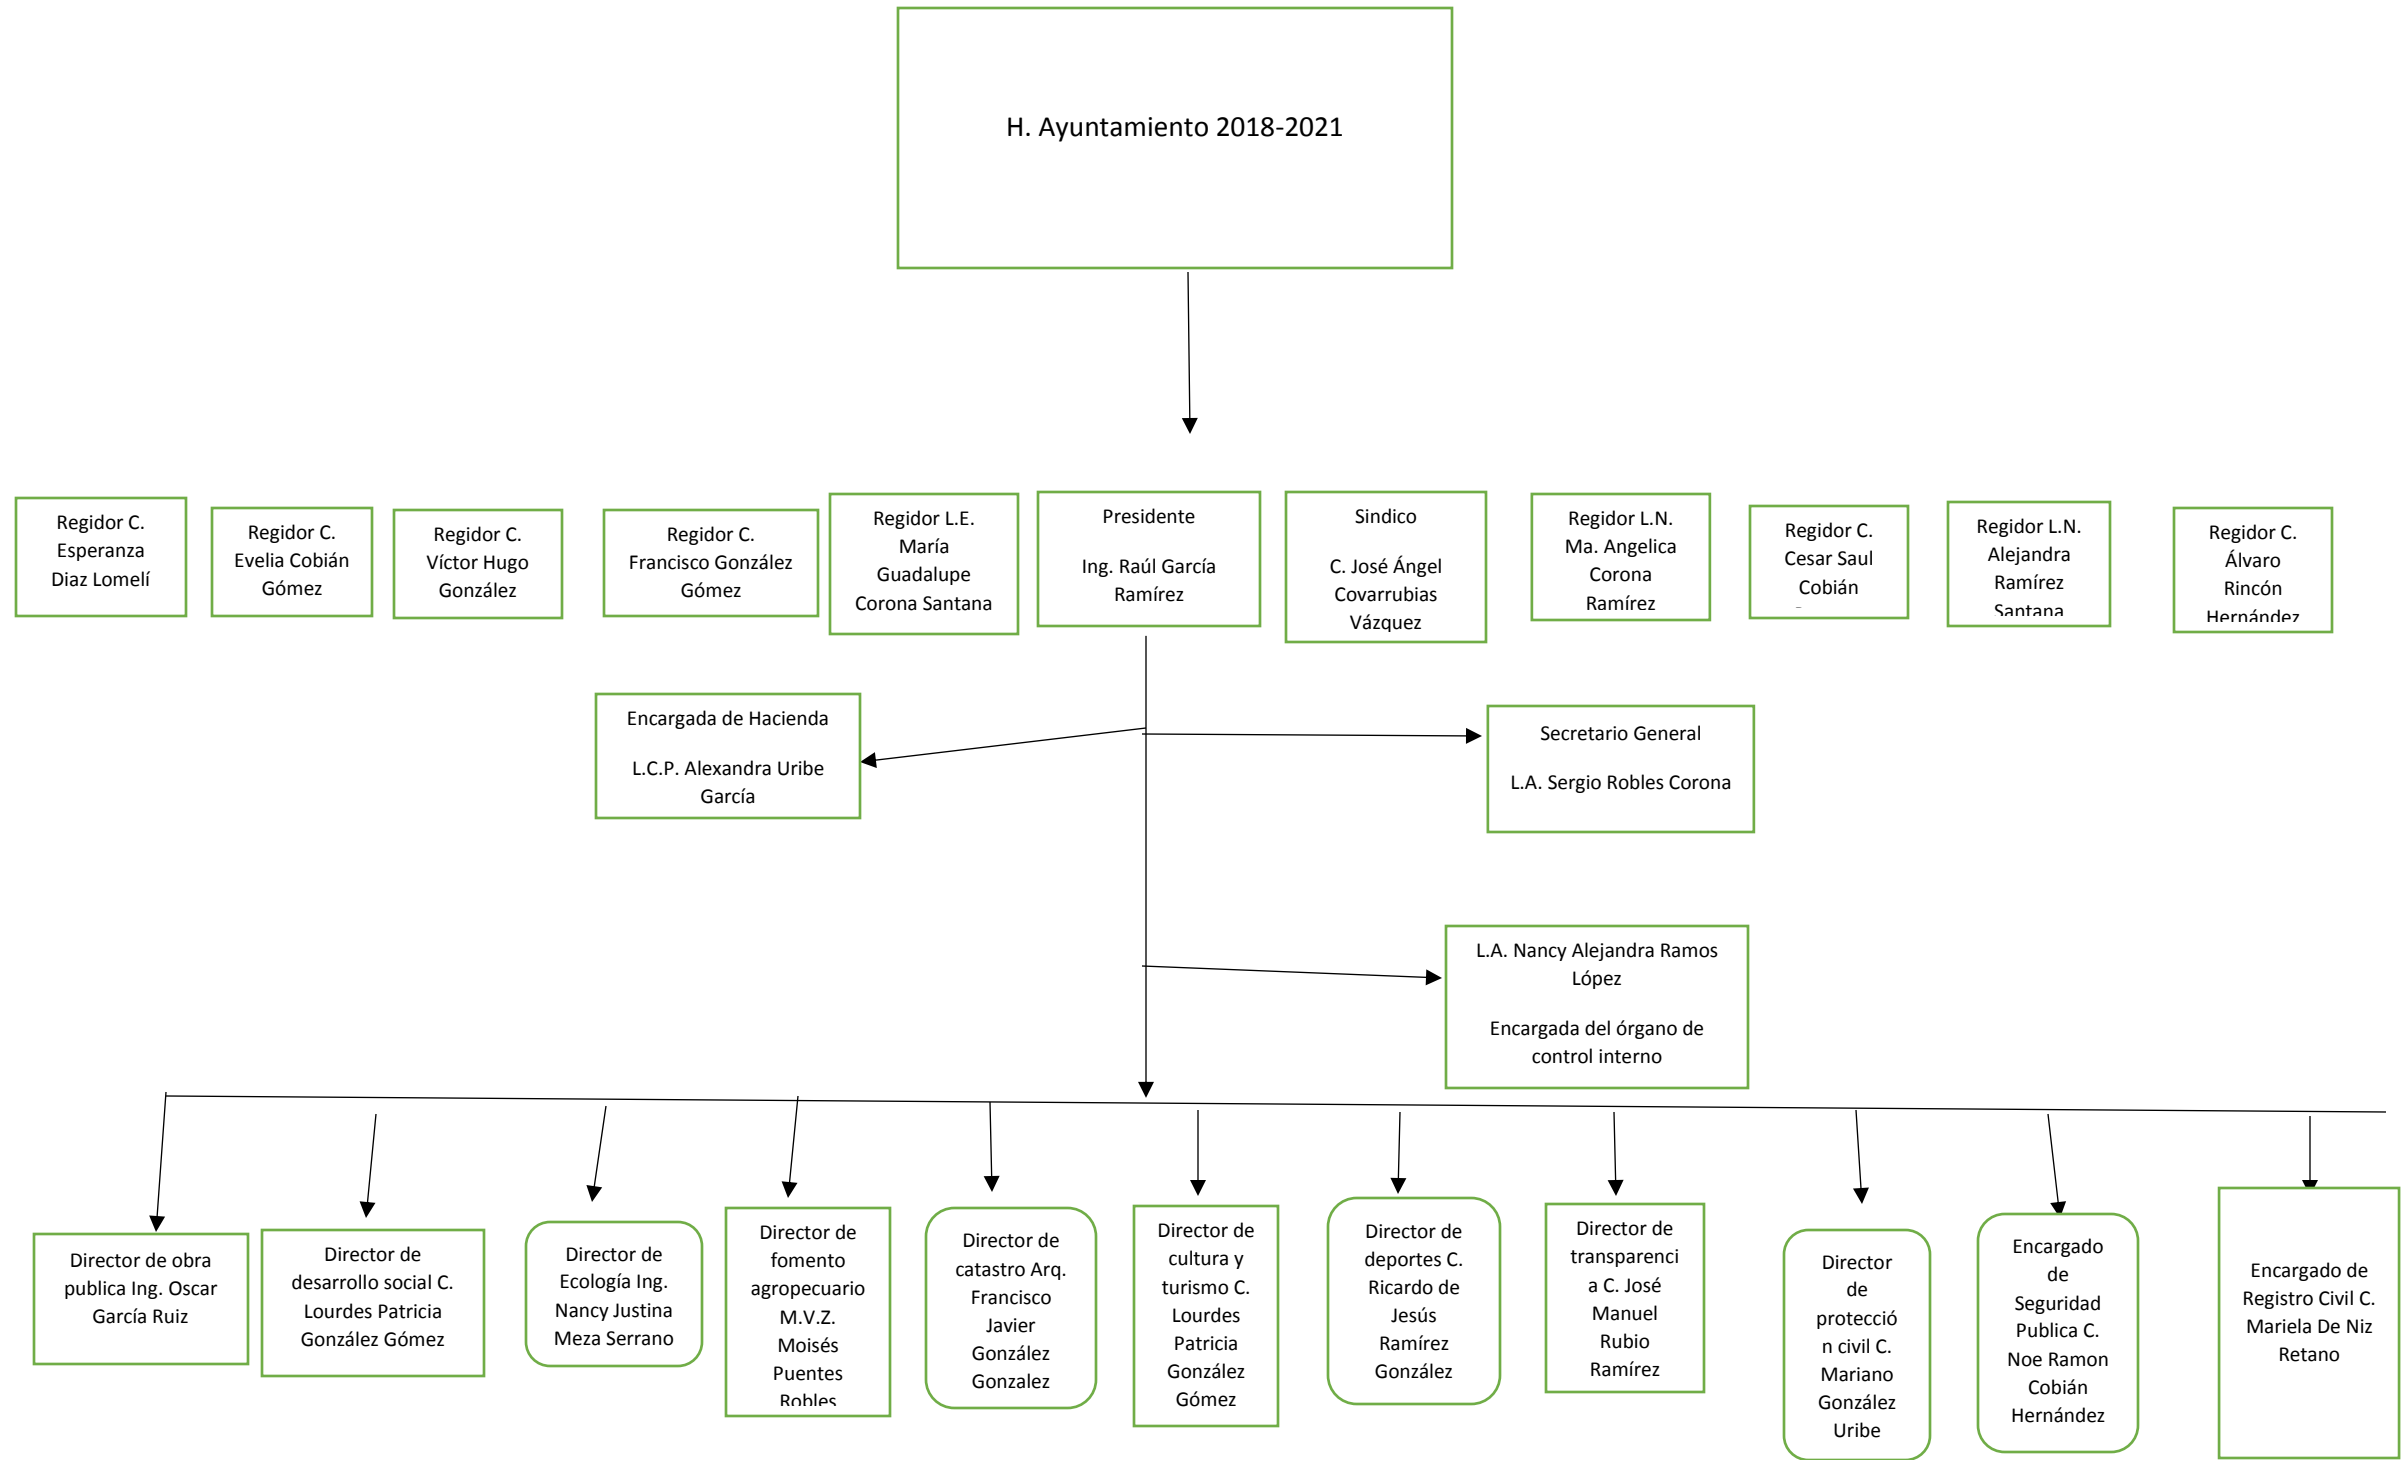 H. Ayuntamiento 2018-2021
Regidor C.
Esperanza
Diaz Lomelí
Regidor C.
Evelia Cobián
Gómez
Regidor C.
Víctor Hugo
González
Regidor C.
Francisco González
Gómez
Regidor L.E.
María
Guadalupe
Corona Santana
Presidente
Ing. Raúl García
Ramírez
Sindico
C. José Ángel
Covarrubias
Vázquez
Regidor L.N.
Ma. Angelica
Corona
Ramírez
Regidor C.
Cesar Saul
Cobián
Regidor L.N.
Alejandra
Ramírez
Santana
Regidor C.
Álvaro
Rincón
Hernández
Encargada de Hacienda
L.C.P. Alexandra Uribe
García
Secretario General
L.A. Sergio Robles Corona
L.A. Nancy Alejandra Ramos
López
Encargada del órgano de
control interno
Director de obra
publica Ing. Oscar
García Ruiz
Director de
desarrollo social C.
Lourdes Patricia
González Gómez
Director de
Ecología Ing.
Nancy Justina
Meza Serrano
Director de
fomento
agropecuario
M.V.Z.
Moisés
Puentes
Robles
Director de
catastro Arq.
Francisco
Javier
González
Gonzalez
Director de
cultura y
turismo C.
Lourdes
Patricia
González
Gómez
Director de
deportes C.
Ricardo de
Jesús
Ramírez
González
Director de
transparenci
a C. José
Manuel
Rubio
Ramírez
Director
de
protecció
n civil C.
Mariano
González
Uribe
Encargado
de
Seguridad
Publica C.
Noe Ramon
Cobián
Hernández
Encargado de
Registro Civil C.
Mariela De Niz
Retano